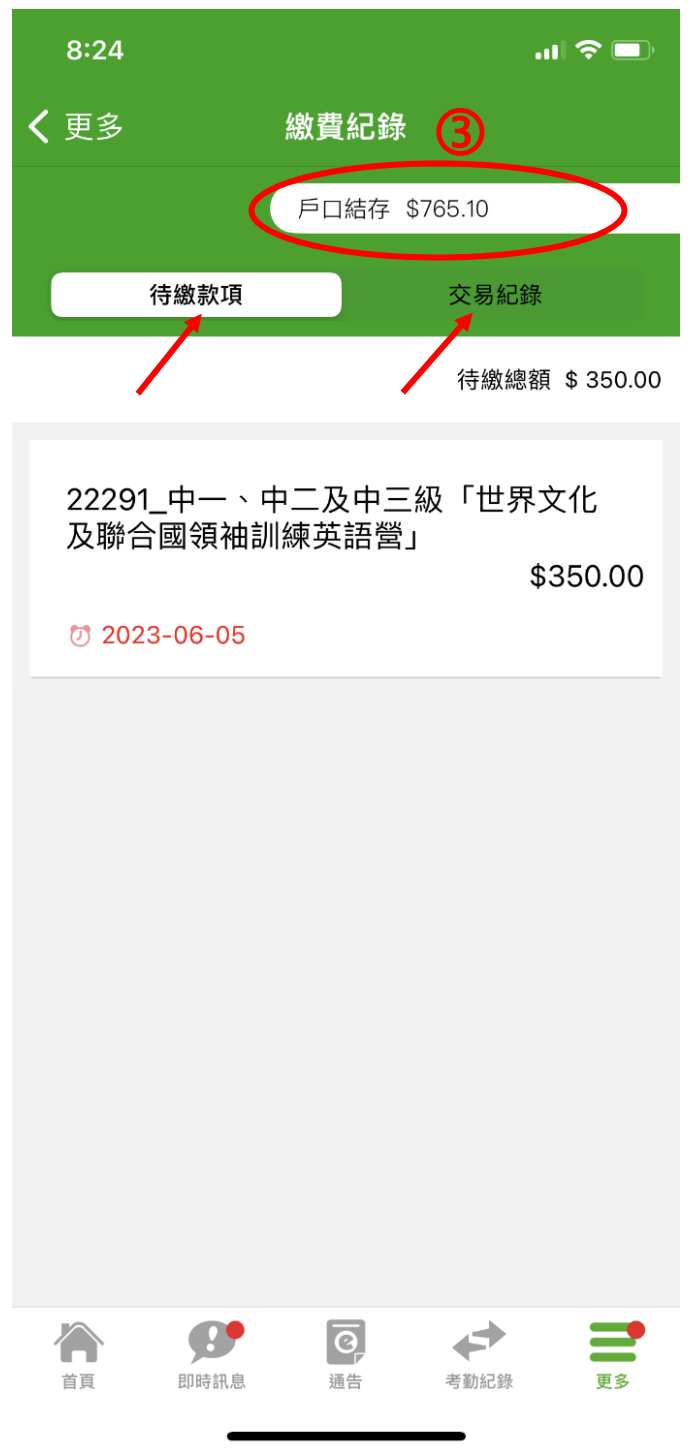 8:24
更多
繳費紀錄
③
戶口結存 $765.10
待繳款項
交易紀錄
待繳總額 $ 350.00
22291_中一、中二及中三級「世界文化
及聯合國領袖訓練英語營」
$350.00
2023-06-05
首頁
即時訊息
通告
考勤紀錄
更多